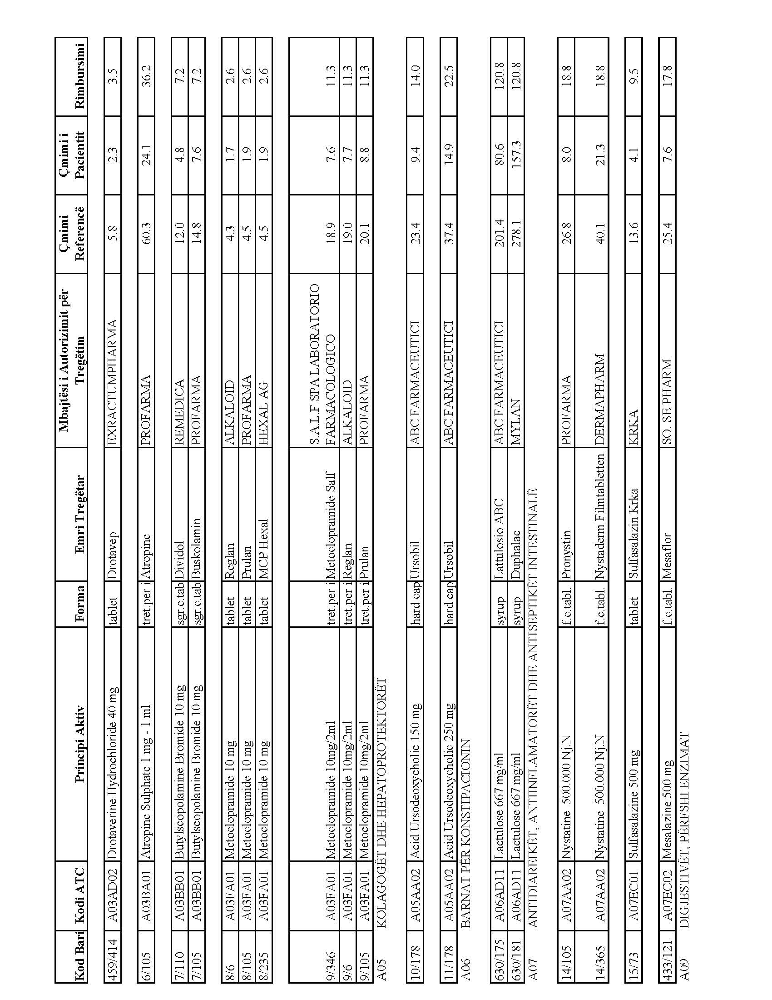 Kod Bari Kodi ATC Principi Aktiv Forma Emri Tregëtar Mbajtësi i Autorizimit për Tregëtim Çmimi Referencë Çmimi i Pacientit Rimbursimi
459/414 A03AD02 Drotaverine Hydrochloride 40 mg tablet Drotavep EXRACTUMPHARMA 5.8 2.3 3.5
6/105 A03BA01 Atropine Sulphate 1 mg - 1 ml tret.per i Atropine PROFARMA 60.3 24.1 36.2
7/110 A03BB01 Butylscopolamine Bromide 10 mg sgr.c.tab Dividol REMEDICA 12.0 4.8 7.2
7/105 A03BB01 Butylscopolamine Bromide 10 mg sgr.c.tab Buskolamin PROFARMA 14.8 7.6 7.2
8/6 A03FA01 Metoclopramide 10 mg tablet Reglan ALKALOID 4.3 1.7 2.6
8/105 A03FA01 Metoclopramide 10 mg tablet Prulan PROFARMA 4.5 1.9 2.6
8/235 A03FA01 Metoclopramide 10 mg tablet MCP Hexal HEXAL AG 4.5 1.9 2.6
9/346 A03FA01 Metoclopramide 10mg/2ml tret.per i Metoclopramide Salf S.A.L.F SPA LABORATORIO FARMACOLOGICO 18.9 7.6 11.3
9/6 A03FA01 Metoclopramide 10mg/2ml tret.per i Reglan ALKALOID 19.0 7.7 11.3
9/105 A03FA01 Metoclopramide 10mg/2ml tret.per i Prulan PROFARMA 20.1 8.8 11.3
A05 KOLAGOGËT DHE HEPATOPROTEKTORËT
10/178 A05AA02 Acid Ursodeoxycholic 150 mg hard cap Ursobil ABC FARMACEUTICI 23.4 9.4 14.0
11/178 A05AA02 Acid Ursodeoxycholic 250 mg hard cap Ursobil ABC FARMACEUTICI 37.4 14.9 22.5
A06 BARNAT PËR KONSTIPACIONIN
630/175 A06AD11 Lactulose 667 mg/ml syrup Lattulosio ABC ABC FARMACEUTICI 201.4 80.6 120.8
630/181 A06AD11 Lactulose 667 mg/ml syrup Duphalac MYLAN 278.1 157.3 120.8
A07 ANTIDIAREIKËT, ANTIINFLAMATORËT DHE ANTISEPTIKËT INTESTINALË
14/105 A07AA02 Nystatine 500.000 Nj.N f.c.tabl. Pronystin PROFARMA 26.8 8.0 18.8
14/365 A07AA02 Nystatine 500.000 Nj.N f.c.tabl. Nystaderm Filmtabletten DERMAPHARM 40.1 21.3 18.8
15/73 A07EC01 Sulfasalazine 500 mg tablet Sulfasalazin Krka KRKA 13.6 4.1 9.5
433/121 A07EC02 Mesalazine 500 mg f.c.tabl. Mesaflor SO. SE PHARM 25.4 7.6 17.8
A09 DIGJESTIVËT, PËRFSHI ENZIMAT